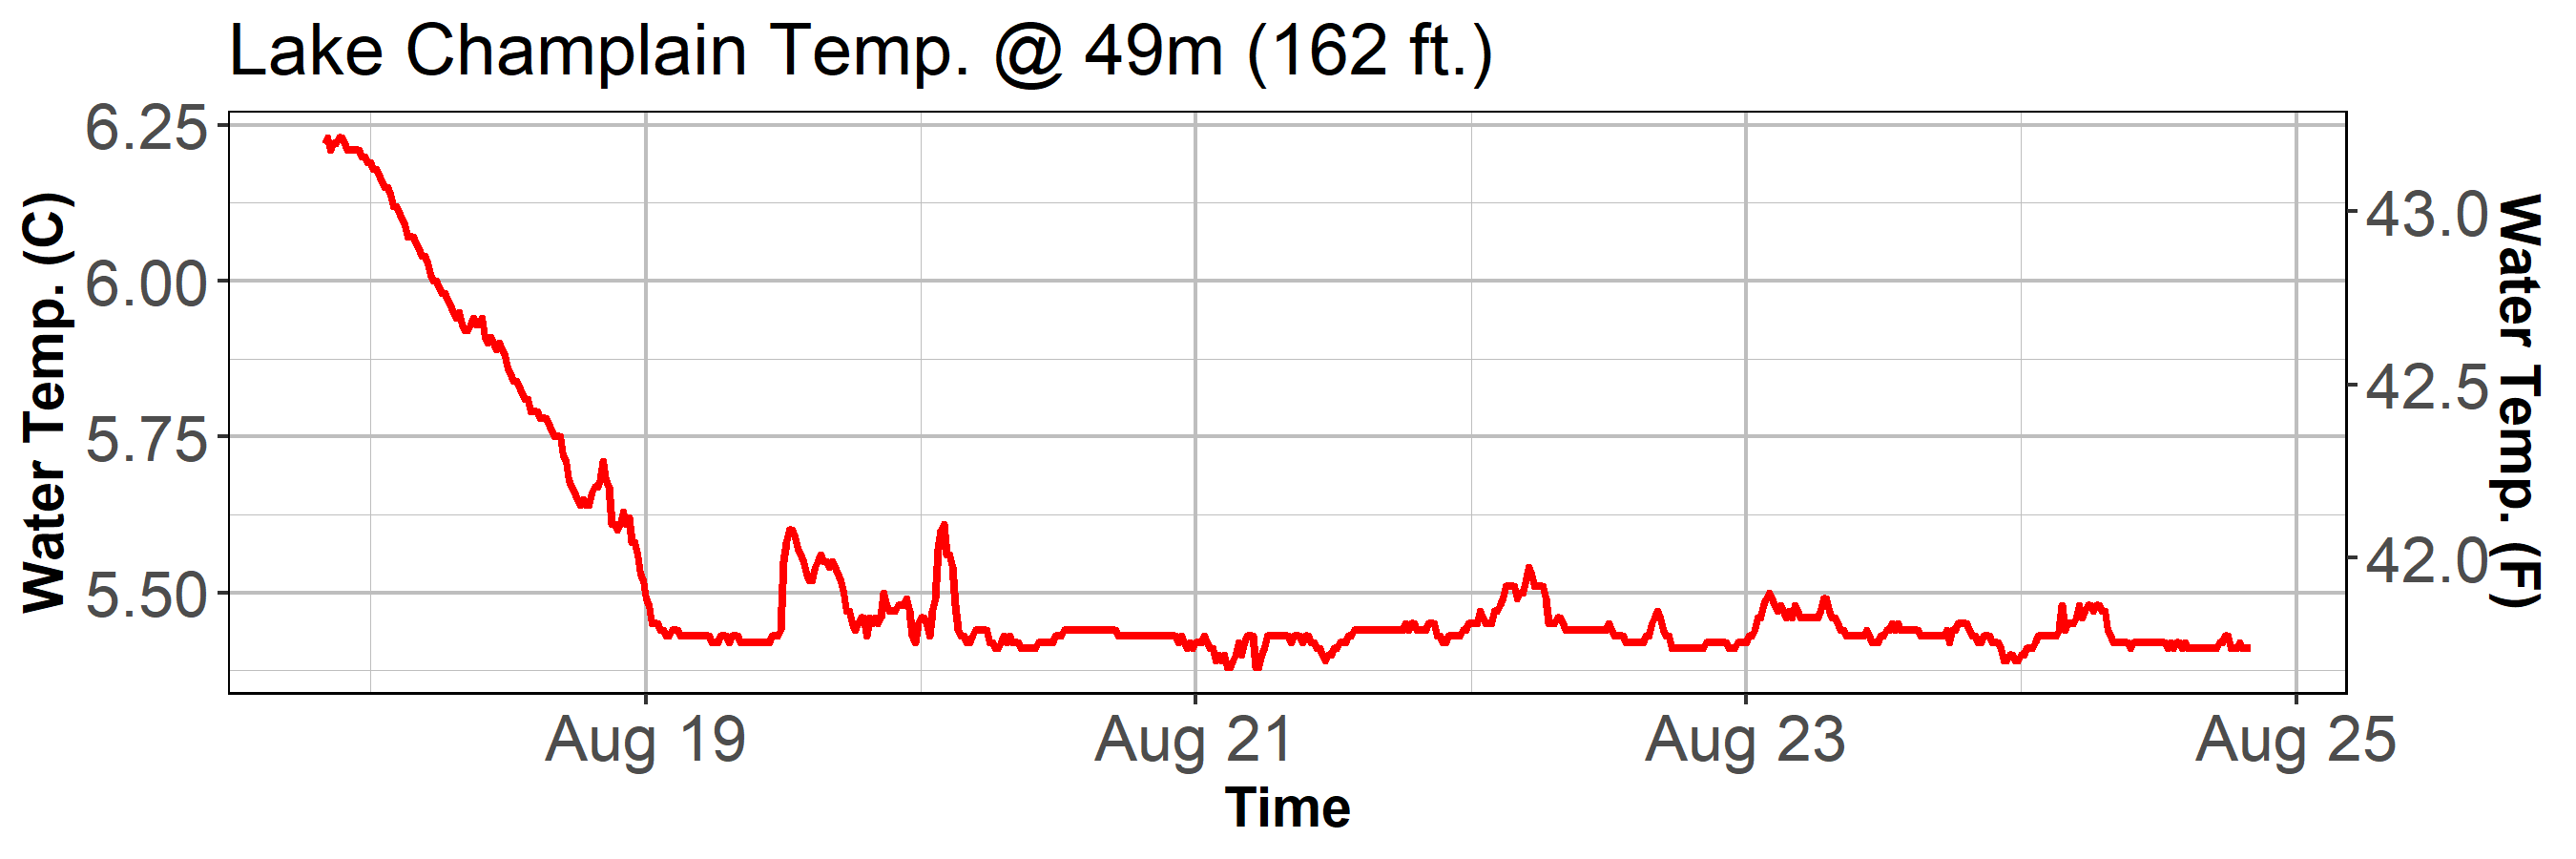 Lake Champlain Temp. @ 49m (162 ft.)
Water Temp. (C)
6.25
6.00
5.75
5.50
43.0
42.5
42.0
Water Temp. (F)
Aug 19 Aug 21 Aug 23 Aug 25
Time